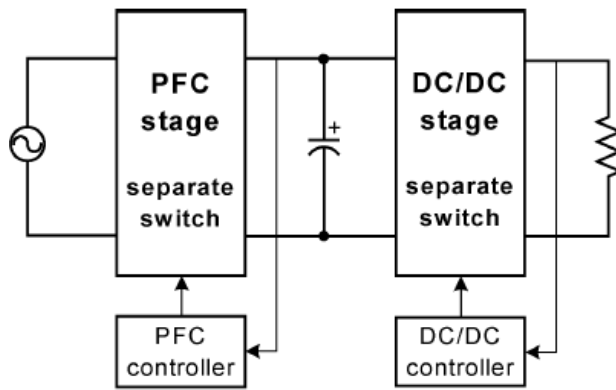 PFC
stage
separate
switch
DC/DC
stage
separate
switch
+
PFC
controller
DC/DC
controller